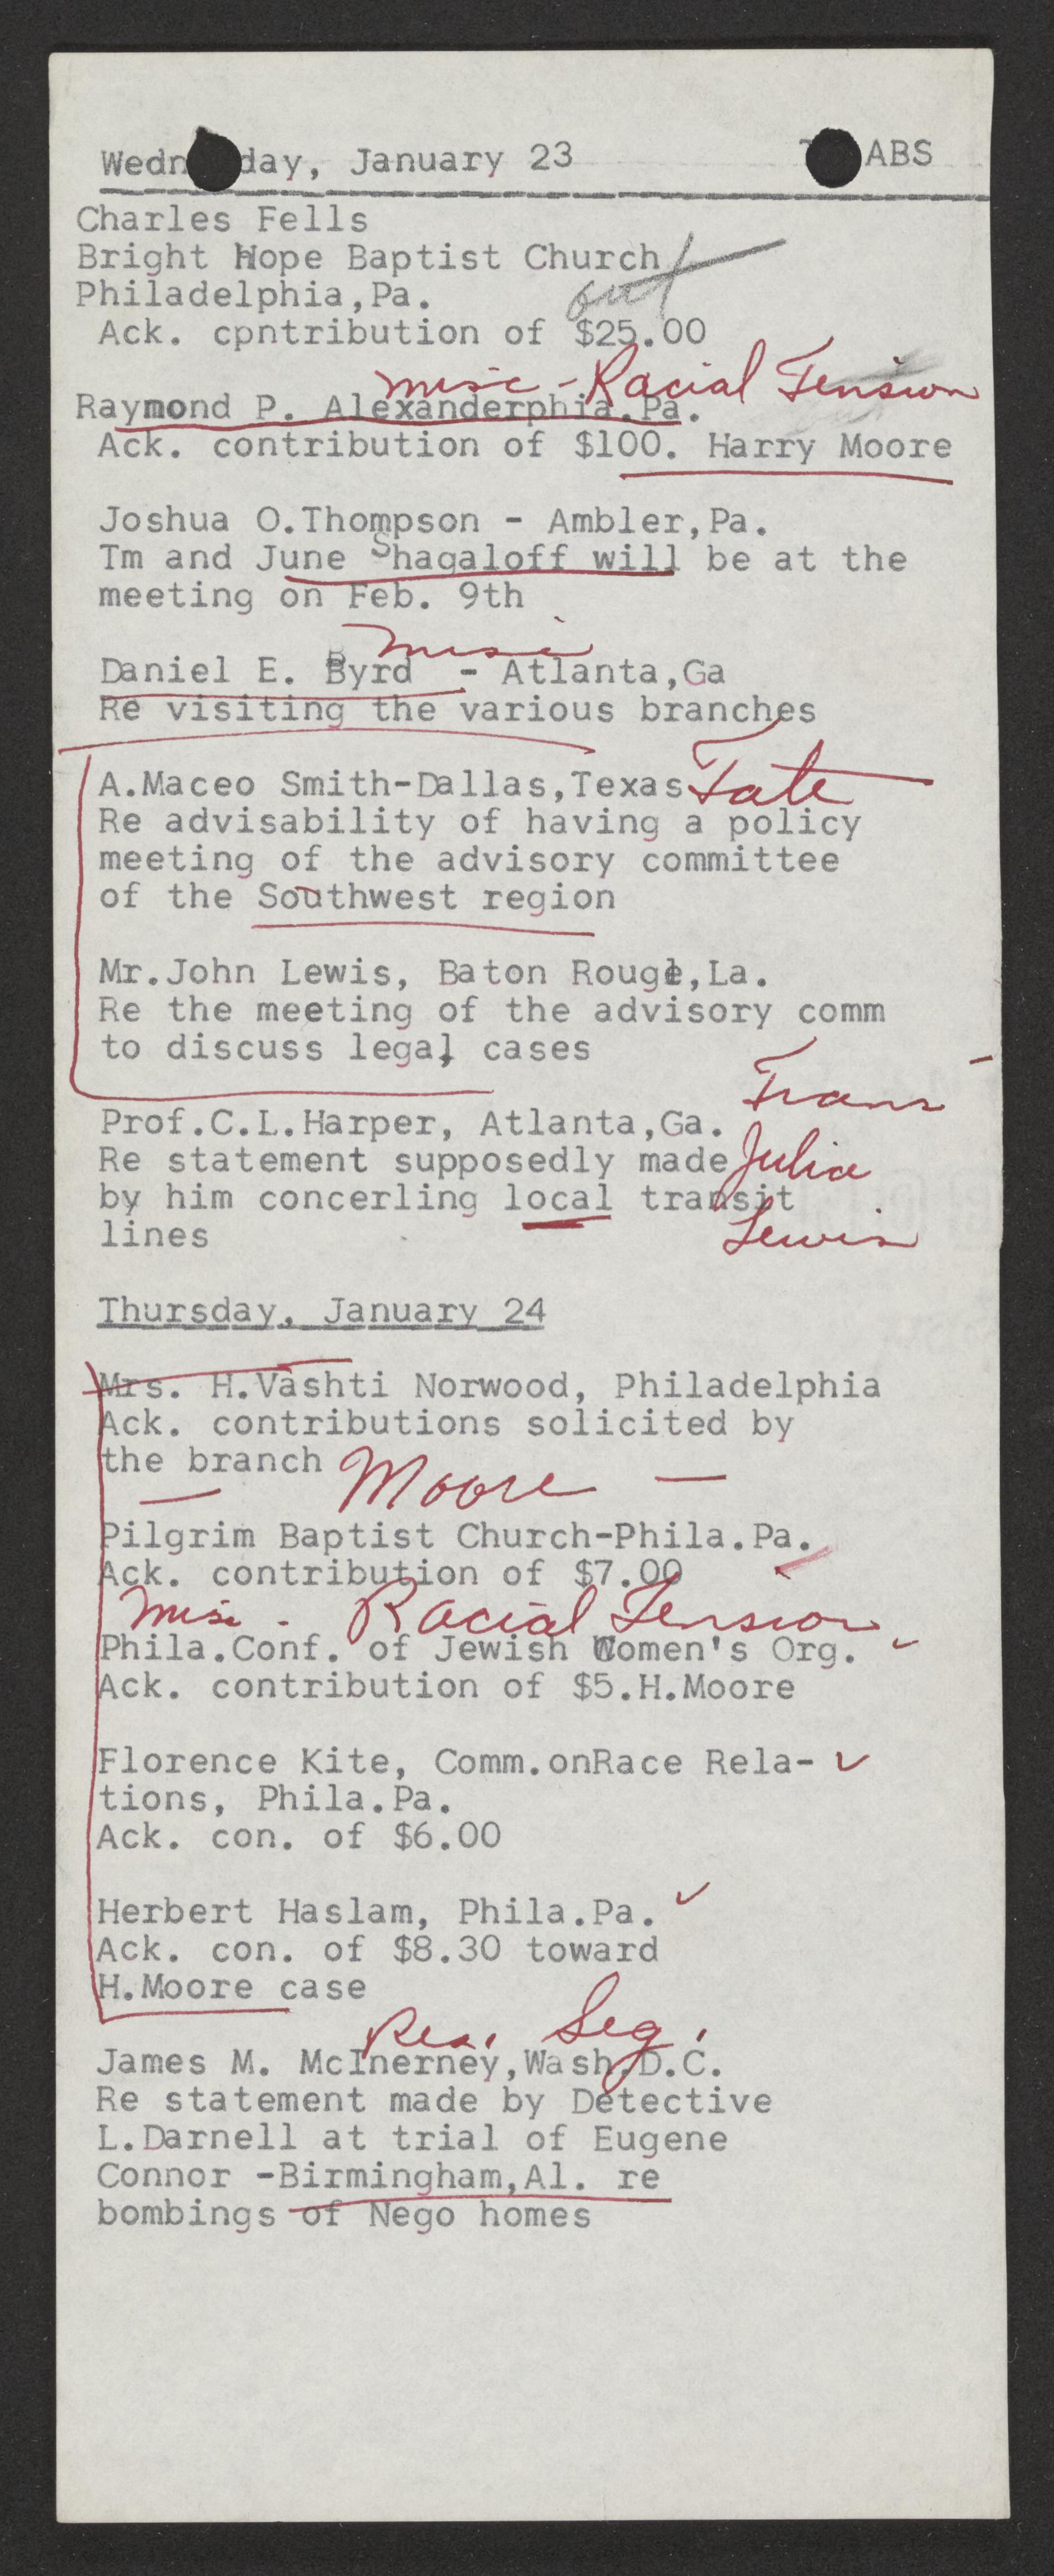 Wedn day, January 23 ABS
Charles Fells
Bright Hope Baptist Church
Philadelphia,Pa. out
Ack. cpntribution of $25.00
misc - Racial Tension
Raymond P. Alexanderphia.Pa.
Ack. contribution of $100. Harry Moore
Joshua O.Thompson - Ambler,Pa.
Tm and June Shagaloff will be at the
meeting on Feb. 9th
misc
Daniel E. Byrd - Atlanta,Ga
Re visiting the various branches
A.Maceo Smith-Dallas,Texas Tate
Re advisability of having a policy
meeting of the advisory committee
of the Southwest region
Mr.John Lewis, Baton Rouge,La.
Re the meeting of the advisory comm
to discuss legal cases
Trans
Prof.C.L.Harper, Atlanta,Ga.
Re statement supposedly made Julia
by him concerling local transit
lines Lewis
Thursday, January 24
Mrs. H.Vashti Norwood, Philadelphia
Ack. contributions solicited by
the branch Moore
Pilgrim Baptist Church-Phila.Pa.
Ack. contribution of $7.00
misc - Racial Tension
Phila.Conf. of Jewish Women's Org.
Ack. contribution of $5.H.Moore
Florence Kite, Comm.onRace Rela-
tions, Phila.Pa.
Ack. con. of $6.00
Herbert Haslam, Phila.Pa.
Ack. con. of $8.30 toward
H.Moore case
Res. Seg.
James M. McInerney,Wash.D.C.
Re statement made by Detective
L.Darnell at trial of Eugene
Connor -Birmingham,Al. re
bombings of Nego homes